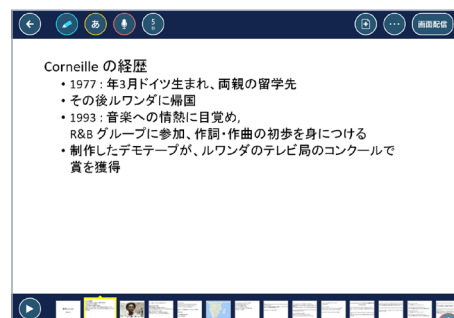 あ
画面配信
Corneille の経歴
• 1977 : 年3月ドイツ生まれ、両親の留学先
• その後ルワンダに帰国
• 1993 : 音楽への情熱に目覚め,
R&B グループに参加、作詞・作曲の初歩を身につける
• 制作したデモテープが、ルワンダのテレビ局のコンクールで
賞を獲得